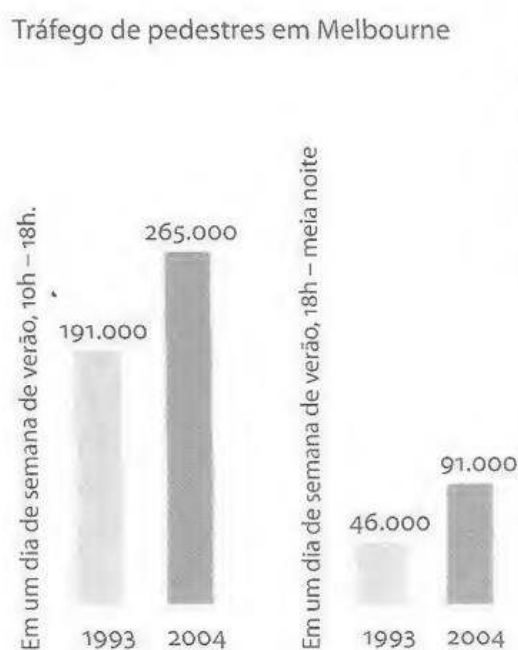 Tráfego de pedestres em Melbourne
Em um dia de semana de verão, 10h – 18h.
265.000
191.000
1993 2004
Em um dia de semana de verão, 18h – meia noite
91.000
46.000
1993 2004